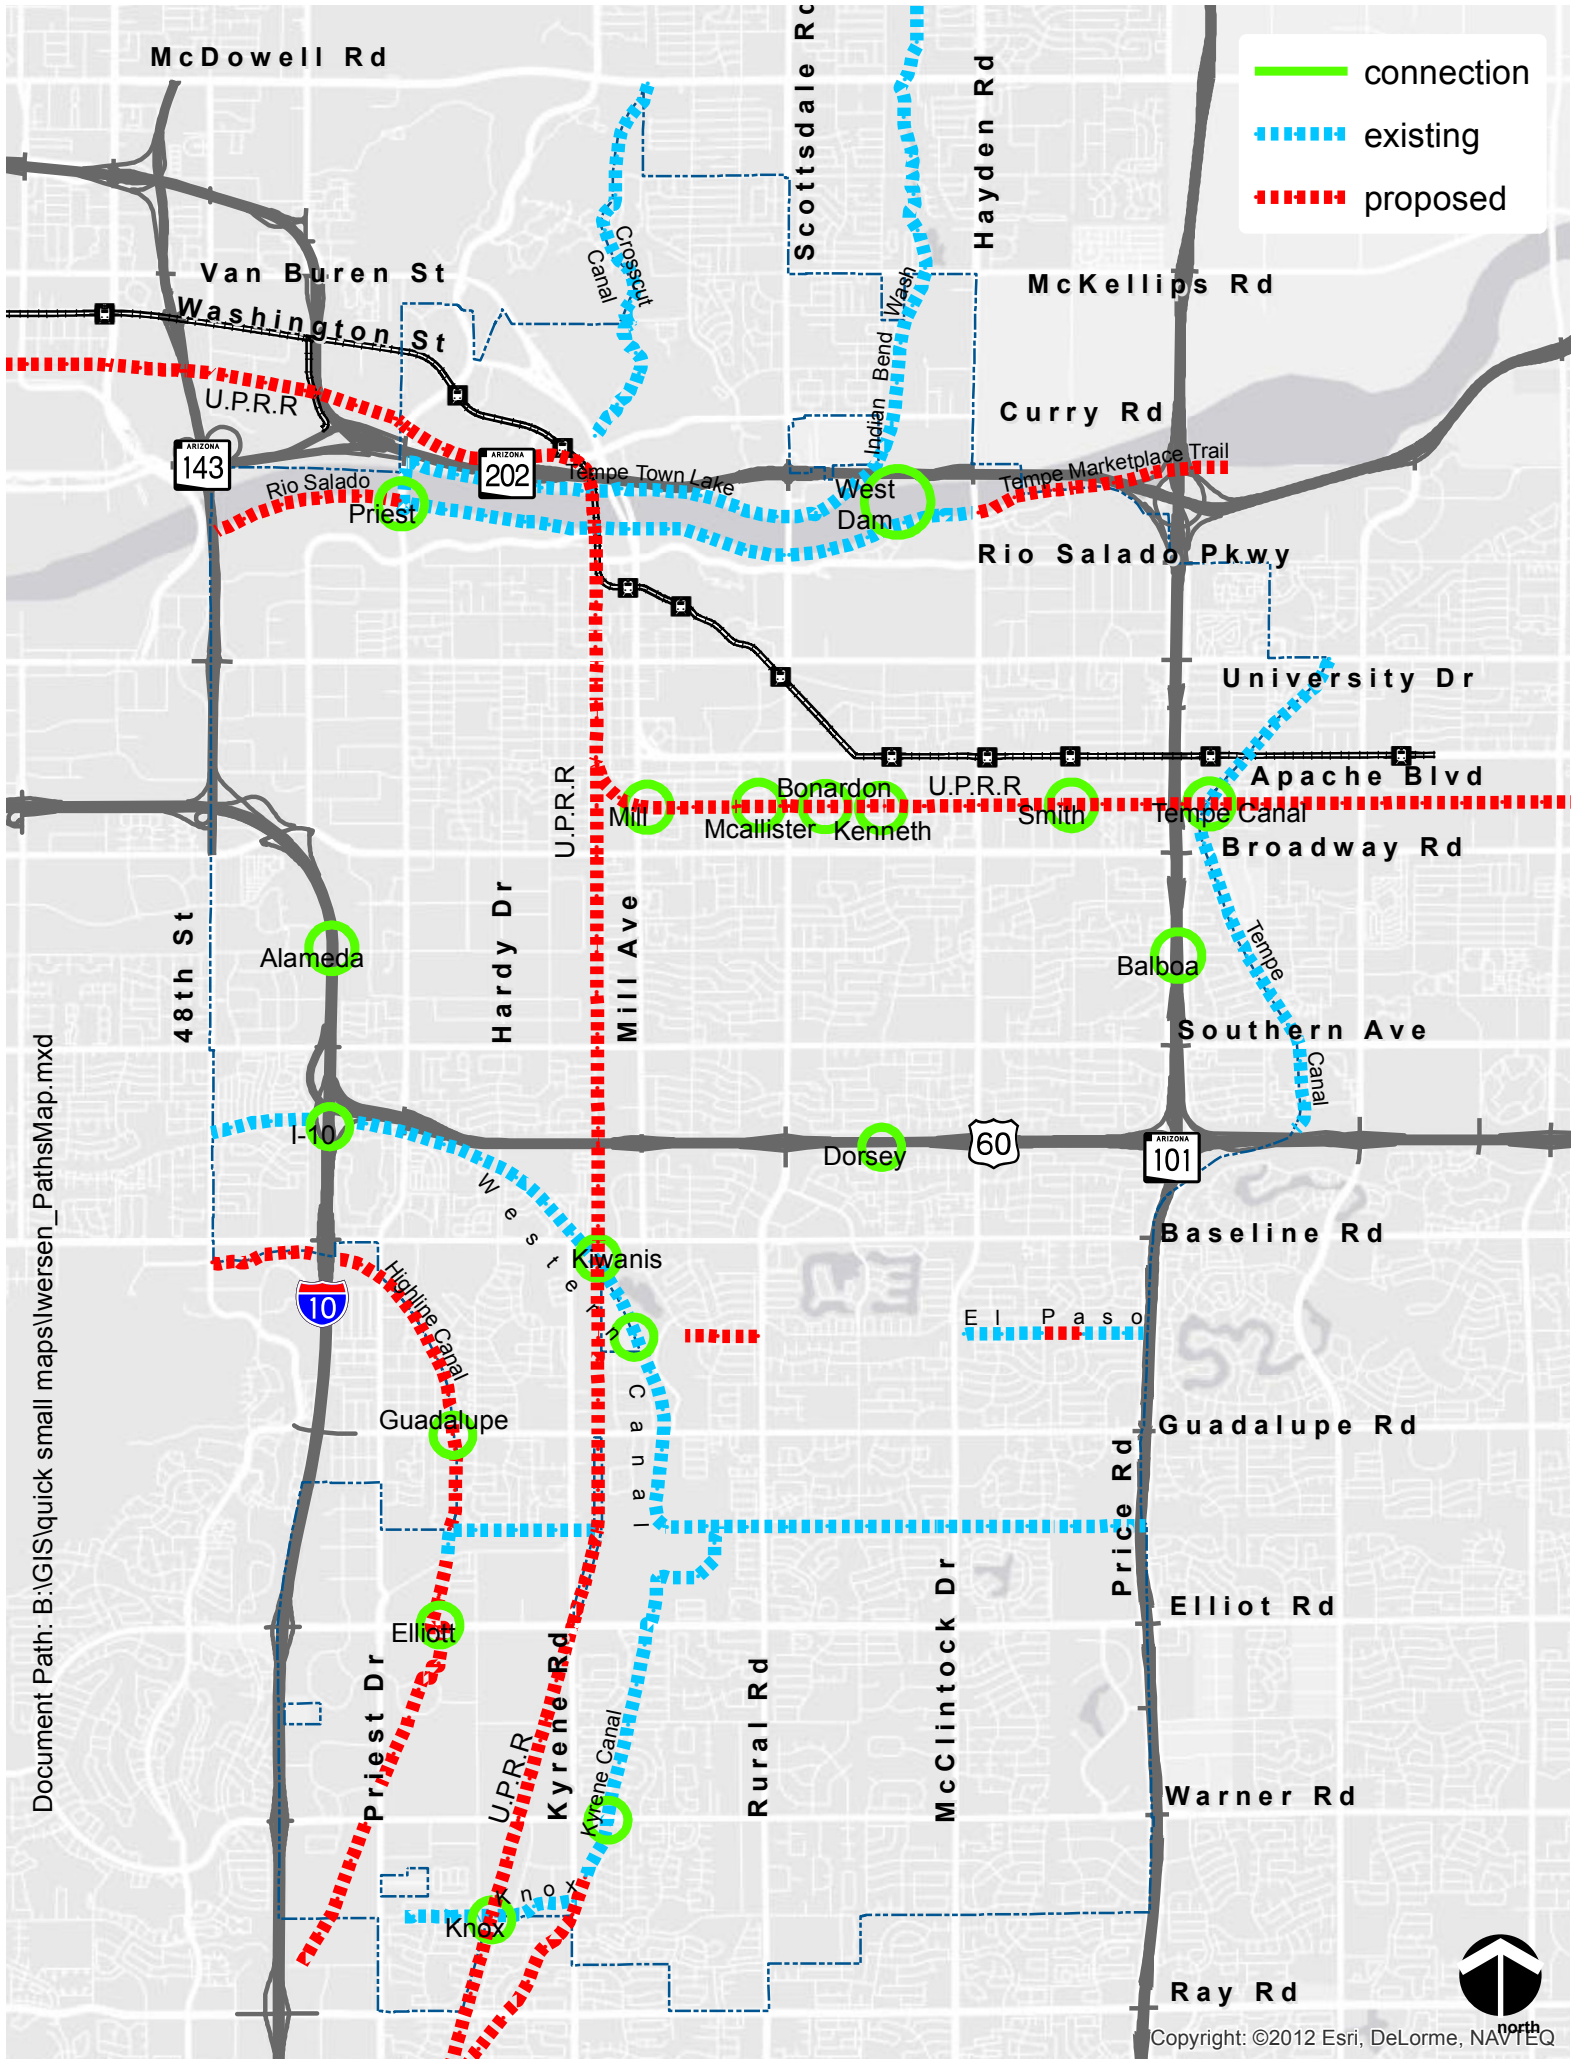 McDowell Rd
Scottsdale Rd
Hayden Rd
connection
existing
proposed
Van Buren St
Washington St
Crosscut
Canal
Indian Bend Wash
McKellips Rd
U.P.R.R
Curry Rd
ARIZONA
143
ARIZONA
202
Tempe Town Lake
Tempe Marketplace Trail
Rio Salado
Priest
West
Dam
Rio Salado Pkwy
University Dr
U.P.R.R
Bonardon
U.P.R.R
Apache Blvd
Mill
Mcallister
Kenneth
Smith
Tempe Canal
Broadway Rd
48th St
Hardy Dr
Mill Ave
Alameda
Balboa
Tempe
Canal
Southern Ave
I-10
Dorsey
60
ARIZONA
101
Western
Canal
Kiwanis
Baseline Rd
Highline Canal
10
El Paso
Guadalupe
Guadalupe Rd
Price Rd
Elliott
Elliot Rd
Priest Dr
Kyrene Rd
U.P.R.R
Kyrene Canal
Rural Rd
McClintock Dr
Warner Rd
Knox
Knox
Ray Rd
north
Document Path: B:\GIS\quick small maps\Iwersen_PathsMap.mxd
Copyright: ©2012 Esri, DeLorme, NAVTEQ